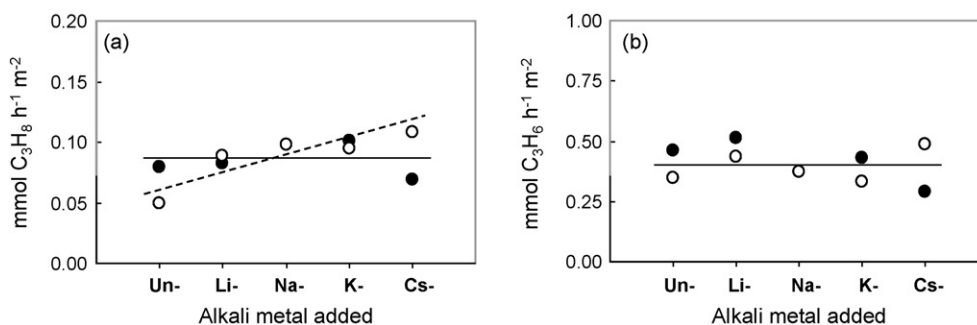 (a)
mmol C₃H₈ h⁻¹ m⁻²
0.20
0.15
0.10
0.05
0.00
Un- Li- Na- K- Cs-
Alkali metal added
(b)
mmol C₃H₆ h⁻¹ m⁻²
1.00
0.75
0.50
0.25
0.00
Un- Li- Na- K- Cs-
Alkali metal added